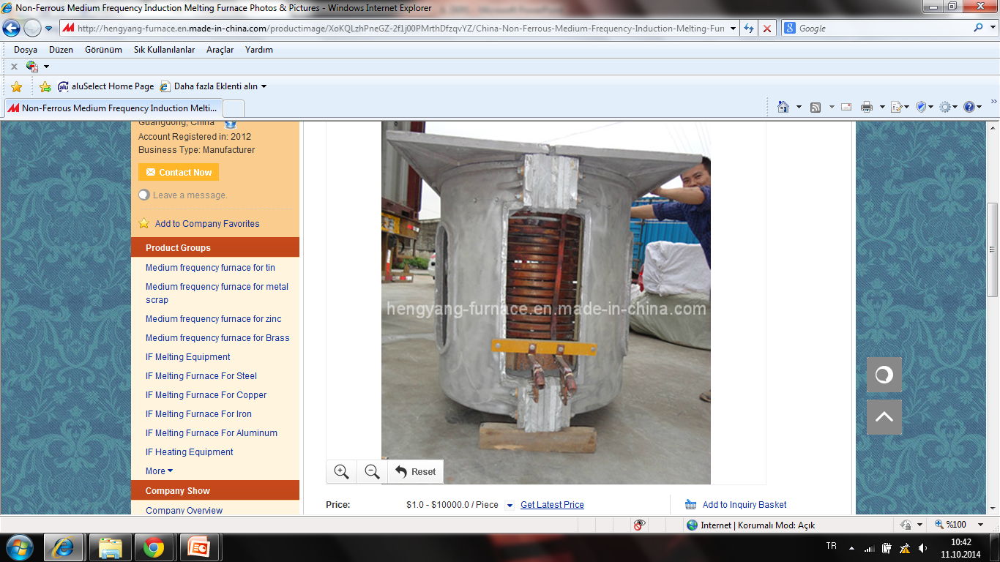 Non-Ferrous Medium Frequency Induction Melting Furnace Photos & Pictures - Windows Internet Explorer
http://hengyang-furnace.en.made-in-china.com/productimage/XoKQLzhPneGZ-2f1j00PMrthDfzqvYZ/China-Non-Ferrous-Medium-Frequency-Induction-Melting-Furr
Google
Dosya Düzen Görünüm Sık Kullanılanlar Araçlar Yardım
aluSelect Home Page Daha fazla Eklenti alın
Non-Ferrous Medium Frequency Induction Melti...
Guangdong, China
Account Registered in: 2012
Business Type: Manufacturer
Contact Now
Leave a message.
Add to Company Favorites
Product Groups
Medium frequency furnace for tin
Medium frequency furnace for metal
scrap
Medium frequency furnace for zinc
Medium frequency furnace for Brass
IF Melting Equipment
IF Melting Furnace For Steel
IF Melting Furnace For Copper
IF Melting Furnace For Iron
IF Melting Furnace For Aluminum
IF Heating Equipment
More
Company Show
Company Overview
hengyang-furnace.en.made-in-china.com
Reset
Price: $1.0 - $10000.0 / Piece Get Latest Price
Add to Inquiry Basket
Internet | Korumalı Mod: Açık
%100
TR
10:42
11.10.2014